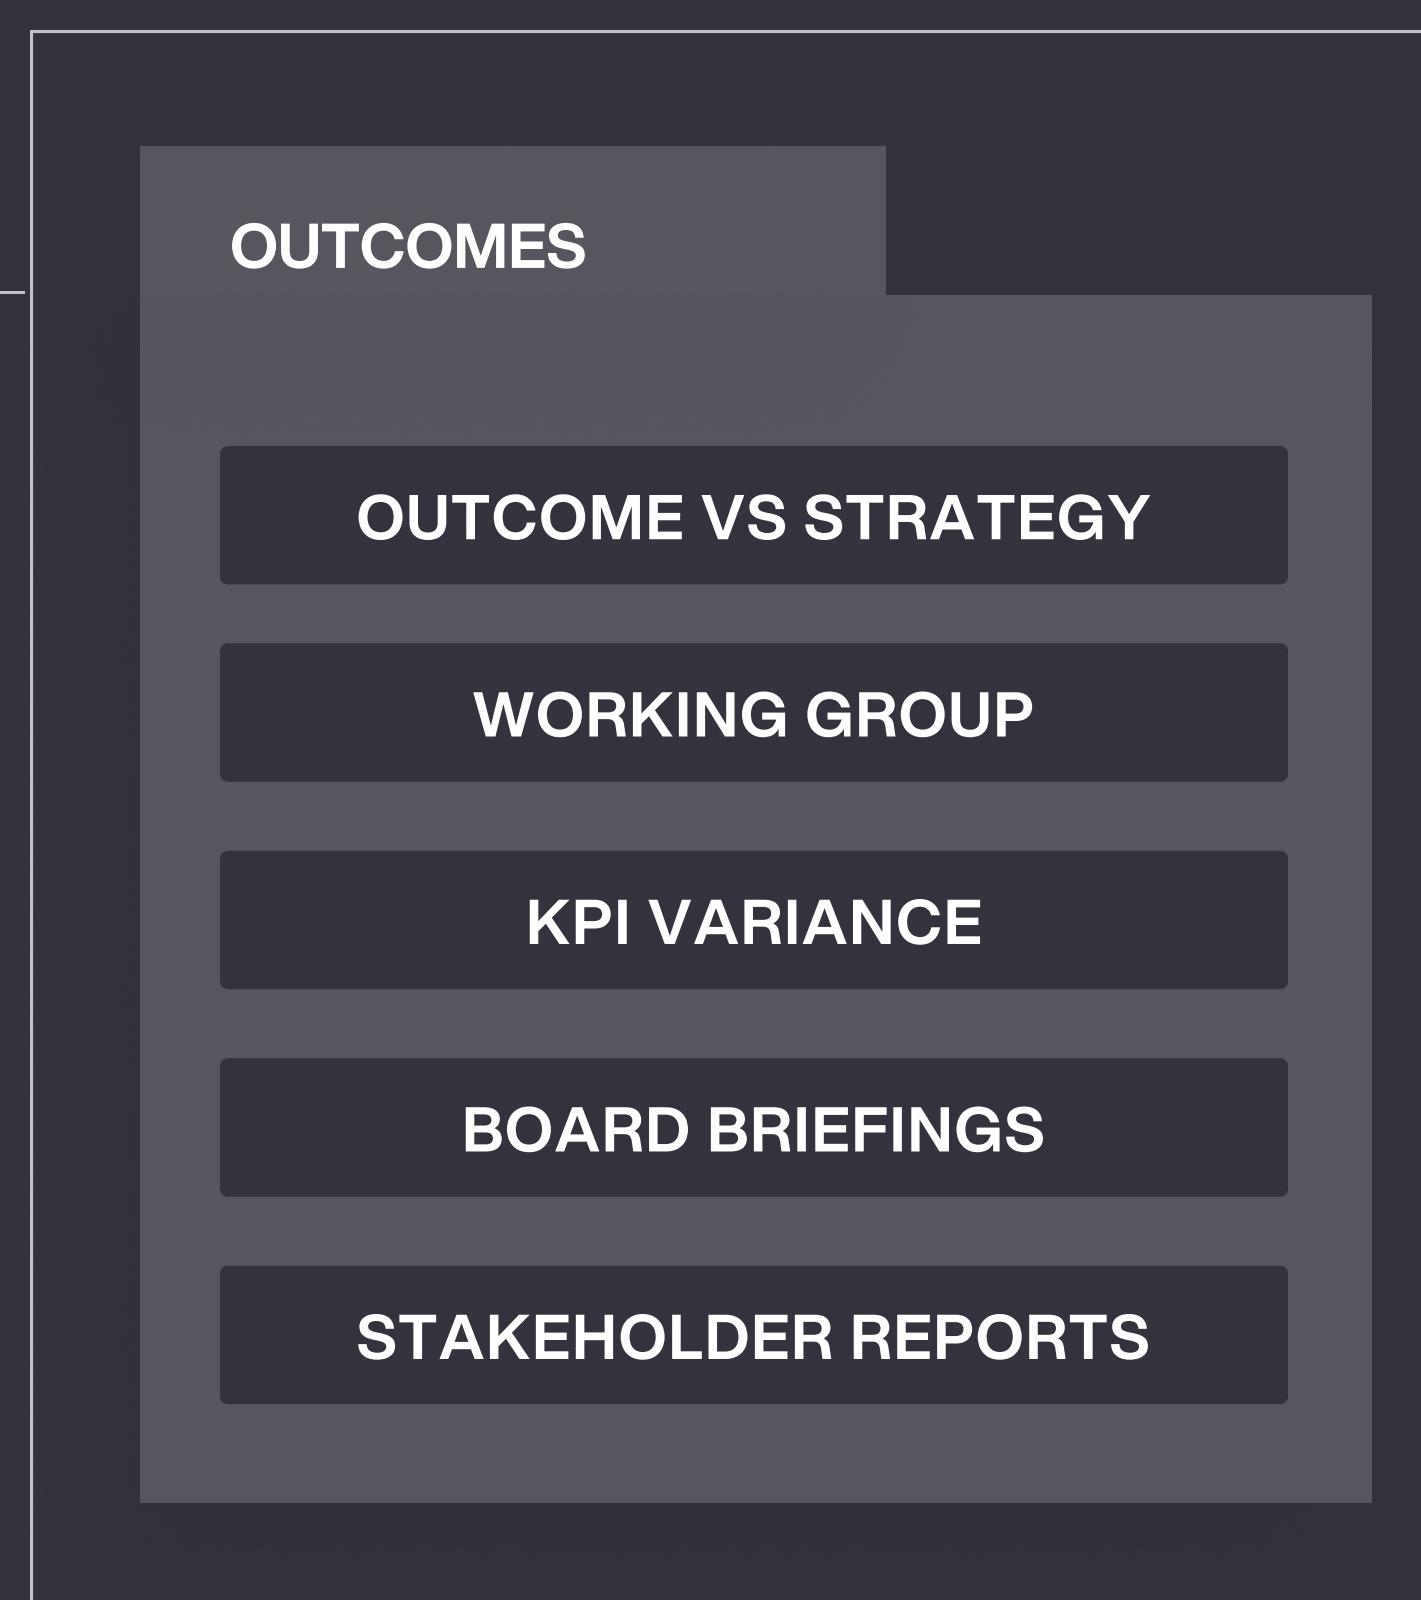 OUTCOMES
OUTCOME VS STRATEGY
WORKING GROUP
KPI VARIANCE
BOARD BRIEFINGS
STAKEHOLDER REPORTS